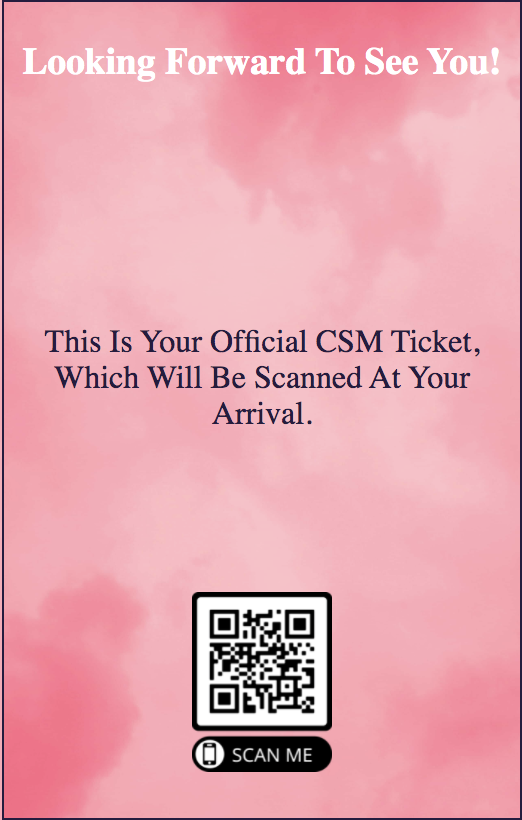 Looking Forward To See You!
This Is Your Official CSM Ticket,
Which Will Be Scanned At Your
Arrival.
SCAN ME